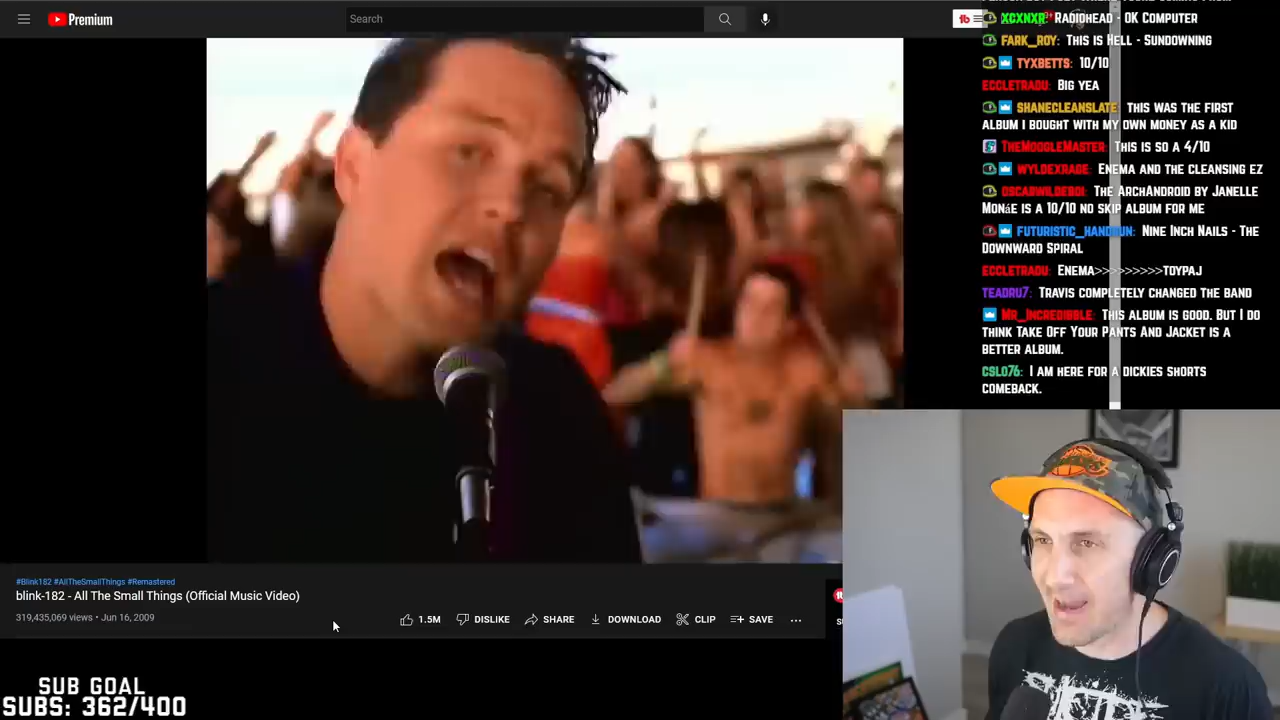 Premium
Search
XCXNXR: RADIOHEAD - OK COMPUTER
FARK_ROY: THIS IS HELL - SUNDOWNING
TYXBETTS: 10/10
ECCLETRADU: BIG YEA
SHANECLEANSLATE: THIS WAS THE FIRST
ALBUM I BOUGHT WITH MY OWN MONEY AS A KID
THEMOOGLEMASTER: THIS IS SO A 4/10
WYLDEXRAGE: ENEMA AND THE CLEANSING EZ
OSCARWILDEBOI: THE ARCHANDROID BY JANELLE
MONÁE IS A 10/10 NO SKIP ALBUM FOR ME
FUTURISTIC_HANDGUN: NINE INCH NAILS - THE
DOWNWARD SPIRAL
ECCLETRADU: ENEMA>>>>>>>>>TOYPAJ
TEADRU7: TRAVIS COMPLETELY CHANGED THE BAND
MR_INCREDIBBLE: THIS ALBUM IS GOOD. BUT I DO
THINK TAKE OFF YOUR PANTS AND JACKET IS A
BETTER ALBUM.
CSLO76: I AM HERE FOR A DICKIES SHORTS
COMEBACK.
#Blink182 #AllTheSmallThings #Remastered
blink-182 - All The Small Things (Official Music Video)
319,435,069 views • Jun 16, 2009
1.5M DISLIKE SHARE DOWNLOAD CLIP SAVE ...
SUB GOAL
SUBS: 362/400